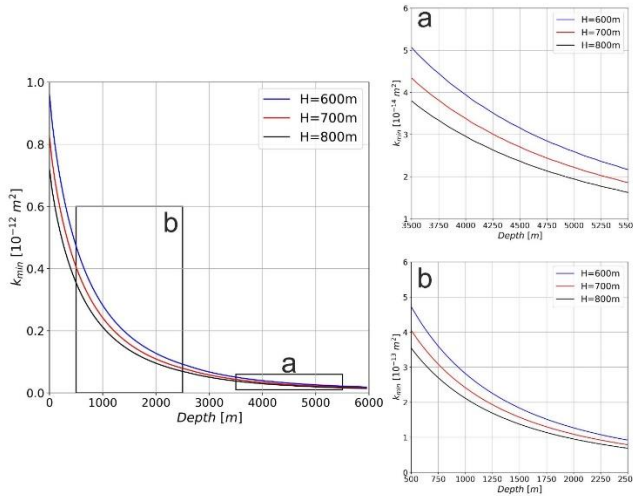 1.0
0.8
0.6
0.4
0.2
0.0
k_min [10^-12 m^2]
H=600m
H=700m
H=800m
b
a
0 1000 2000 3000 4000 5000 6000
Depth [m]
a
6
5
4
3
2
1
k_min [10^-14 m^2]
H=600m
H=700m
H=800m
3500 3750 4000 4250 4500 4750 5000 5250 5500
Depth [m]
b
6
5
4
3
2
1
0
k_min [10^-13 m^2]
H=600m
H=700m
H=800m
500 750 1000 1250 1500 1750 2000 2250 2500
Depth [m]